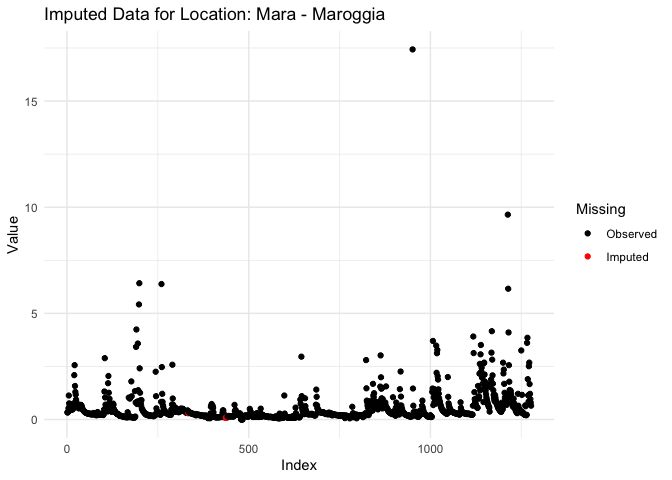 Imputed Data for Location: Mara - Maroggia
15
10
5
0
Value
0
500
1000
Index
Missing
Observed
Imputed